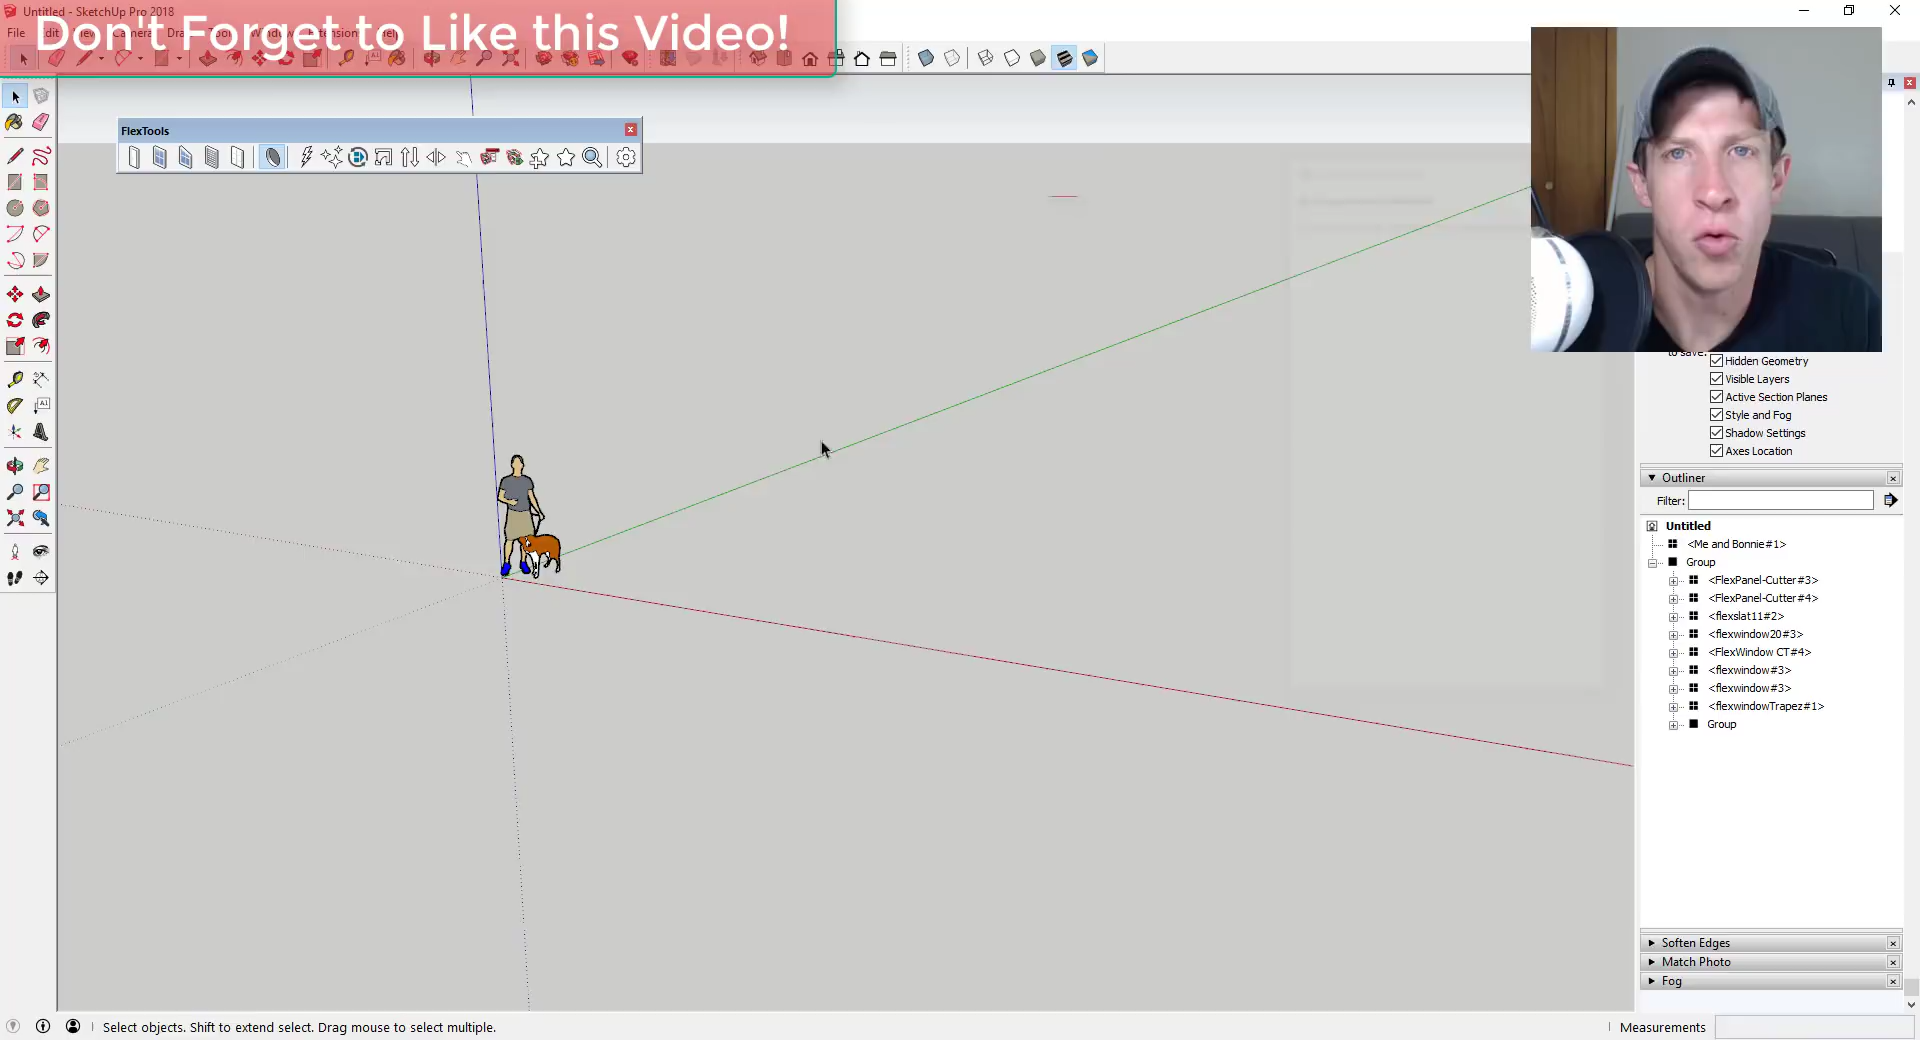 Untitled - SketchUp Pro 2018
Don't Forget to Like this Video!
File
FlexTools
to save:
Hidden Geometry
Visible Layers
Active Section Planes
Style and Fog
Shadow Settings
Axes Location
Outliner
Filter:
Untitled
<Me and Bonnie#1>
Group
<FlexPanel-Cutter#3>
<FlexPanel-Cutter#4>
<flexslat11#2>
<flexwindow20#3>
<FlexWindow CT#4>
<flexwindow#3>
<flexwindow#3>
<flexwindowTrapez#1>
Group
Soften Edges
Match Photo
Fog
Select objects. Shift to extend select. Drag mouse to select multiple.
Measurements